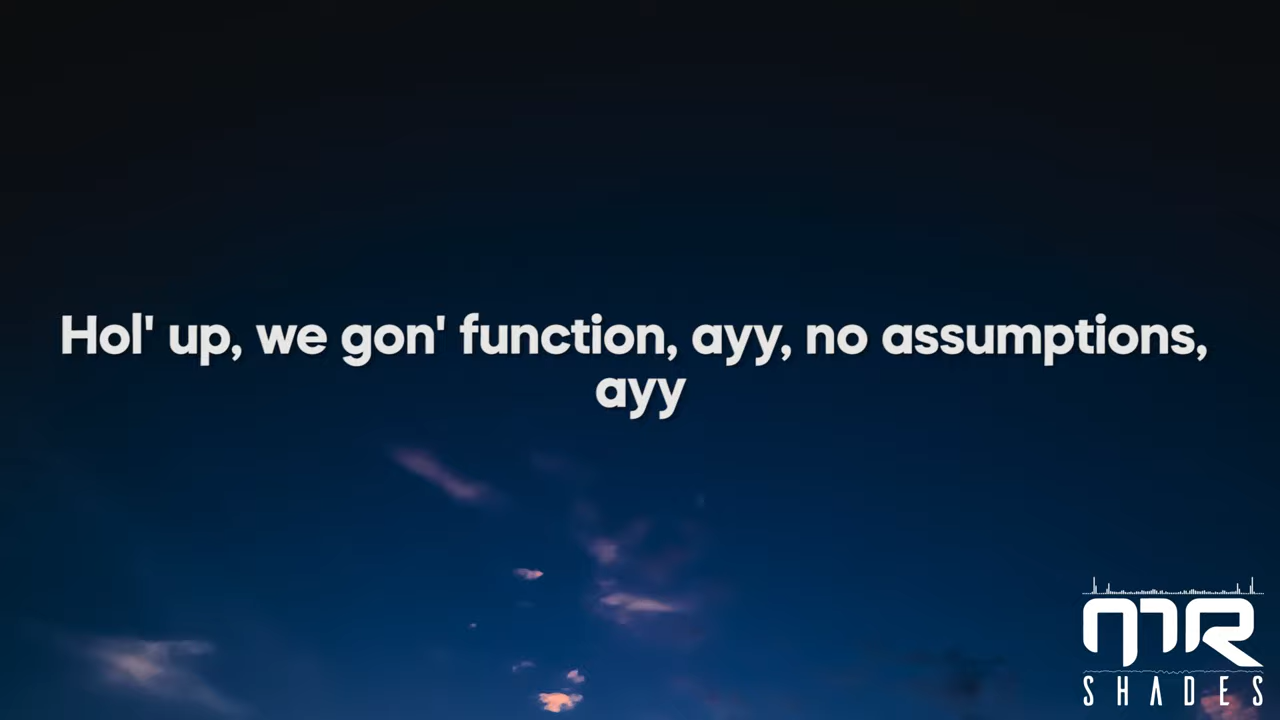 Hol' up, we gon' function, ayy, no assumptions,
ayy
MR
SHADES